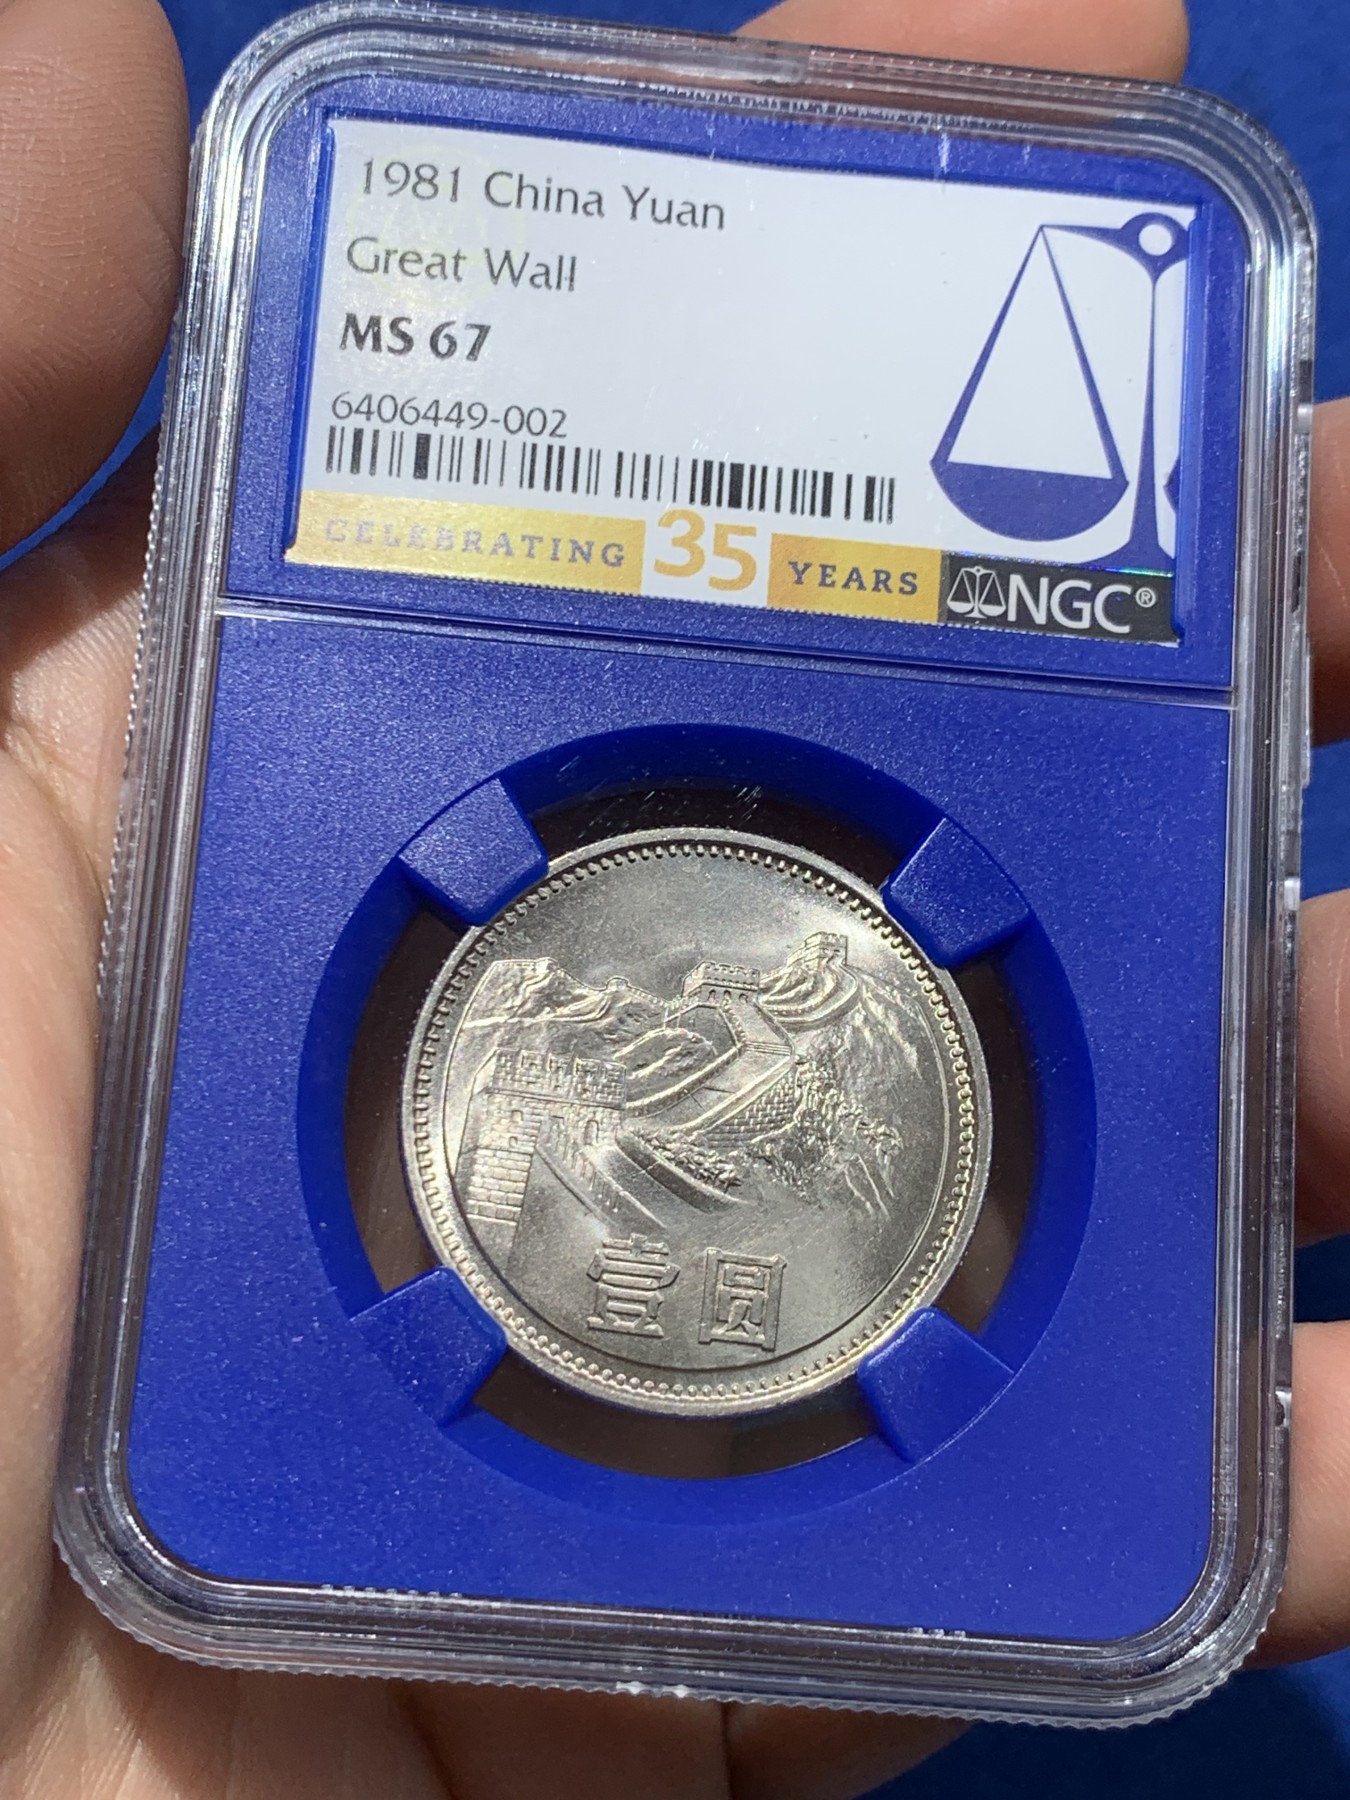 1981 China Yuan
Great Wall
MS 67
6406449-002
CELEBRATING 35 YEARS
NGC®
壹圆